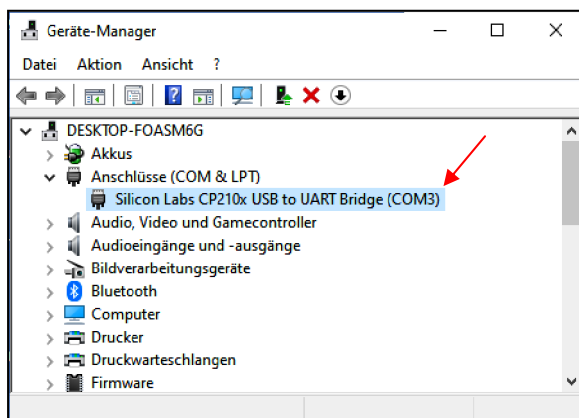 Geräte-Manager
Datei Aktion Ansicht ?
DESKTOP-FOASM6G
Akkus
Anschlüsse (COM & LPT)
Silicon Labs CP210x USB to UART Bridge (COM3)
Audio, Video und Gamecontroller
Audioeingänge und -ausgänge
Bildverarbeitungsgeräte
Bluetooth
Computer
Drucker
Druckwarteschlangen
Firmware